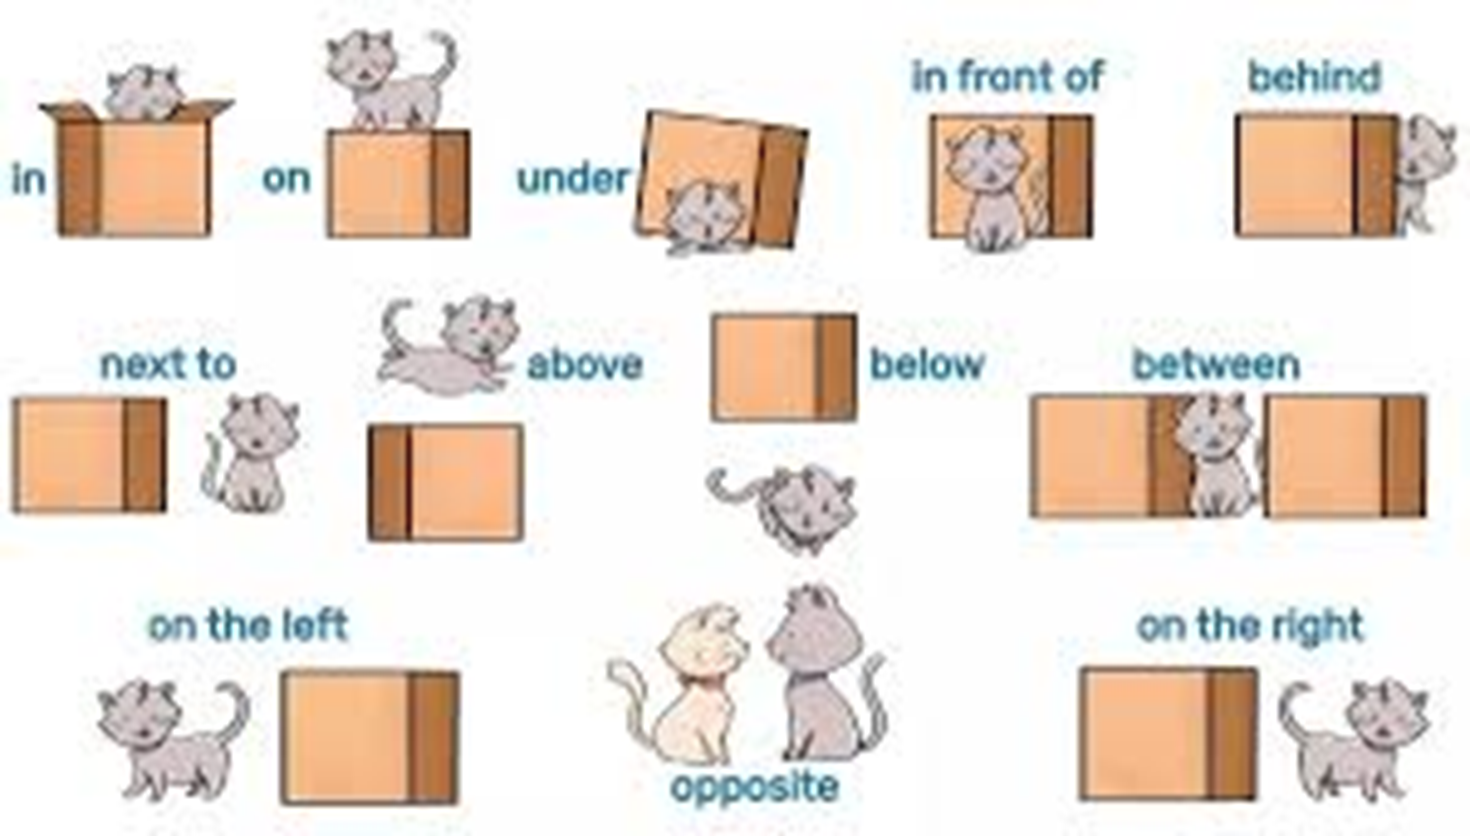 in front of
behind
in
on
under
next to
above
below
between
on the left
on the right
opposite